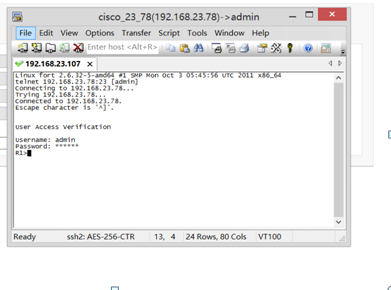 cisco_23_78(192.168.23.78)->admin
File Edit View Options Transfer Script Tools Window Help
Enter host <Alt+R>
192.168.23.107
Linux fort 2.6.32-5-amd64 #1 SMP Mon Oct 3 05:45:56 UTC 2011 x86_64
telnet 192.168.23.78:23 [admin]
Connecting to 192.168.23.78...
Trying 192.168.23.78...
Connected to 192.168.23.78.
Escape character is '^]'.
User Access Verification
Username: admin
Password: ******
R1>
Ready ssh2: AES-256-CTR 13, 4 24 Rows, 80 Cols VT100